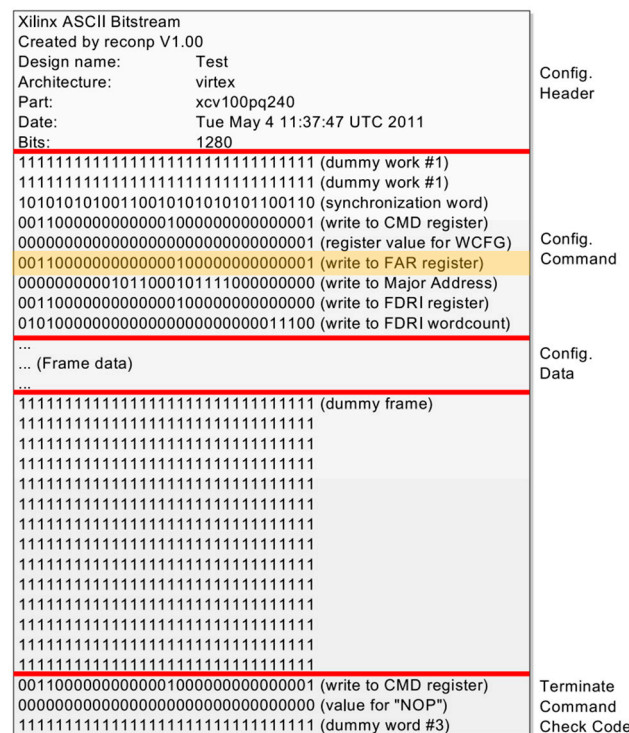 Xilinx ASCII Bitstream
Created by reconp V1.00
Design name: Test
Architecture: virtex
Part: xcv100pq240
Date: Tue May 4 11:37:47 UTC 2011
Bits: 1280
Config.
Header
11111111111111111111111111111111 (dummy work #1)
11111111111111111111111111111111 (dummy work #1)
10101010100110010101010101100110 (synchronization word)
00110000000000001000000000000001 (write to CMD register)
00000000000000000000000000000001 (register value for WCFG)
00110000000000000100000000000001 (write to FAR register)
00000000001011000101111000000000 (write to Major Address)
00110000000000001000000000000000 (write to FDRI register)
01010000000000000000000000011100 (write to FDRI wordcount)
Config.
Command
...
... (Frame data)
...
Config.
Data
11111111111111111111111111111111 (dummy frame)
11111111111111111111111111111111
11111111111111111111111111111111
11111111111111111111111111111111
11111111111111111111111111111111
11111111111111111111111111111111
11111111111111111111111111111111
11111111111111111111111111111111
11111111111111111111111111111111
11111111111111111111111111111111
11111111111111111111111111111111
11111111111111111111111111111111
11111111111111111111111111111111
11111111111111111111111111111111
00110000000000001000000000000001 (write to CMD register)
00000000000000000000000000000000 (value for "NOP")
11111111111111111111111111111111 (dummy word #3)
Terminate
Command
Check Code